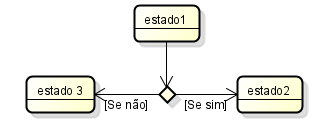 estado1
estado 3
estado2
[Se não]
[Se sim]